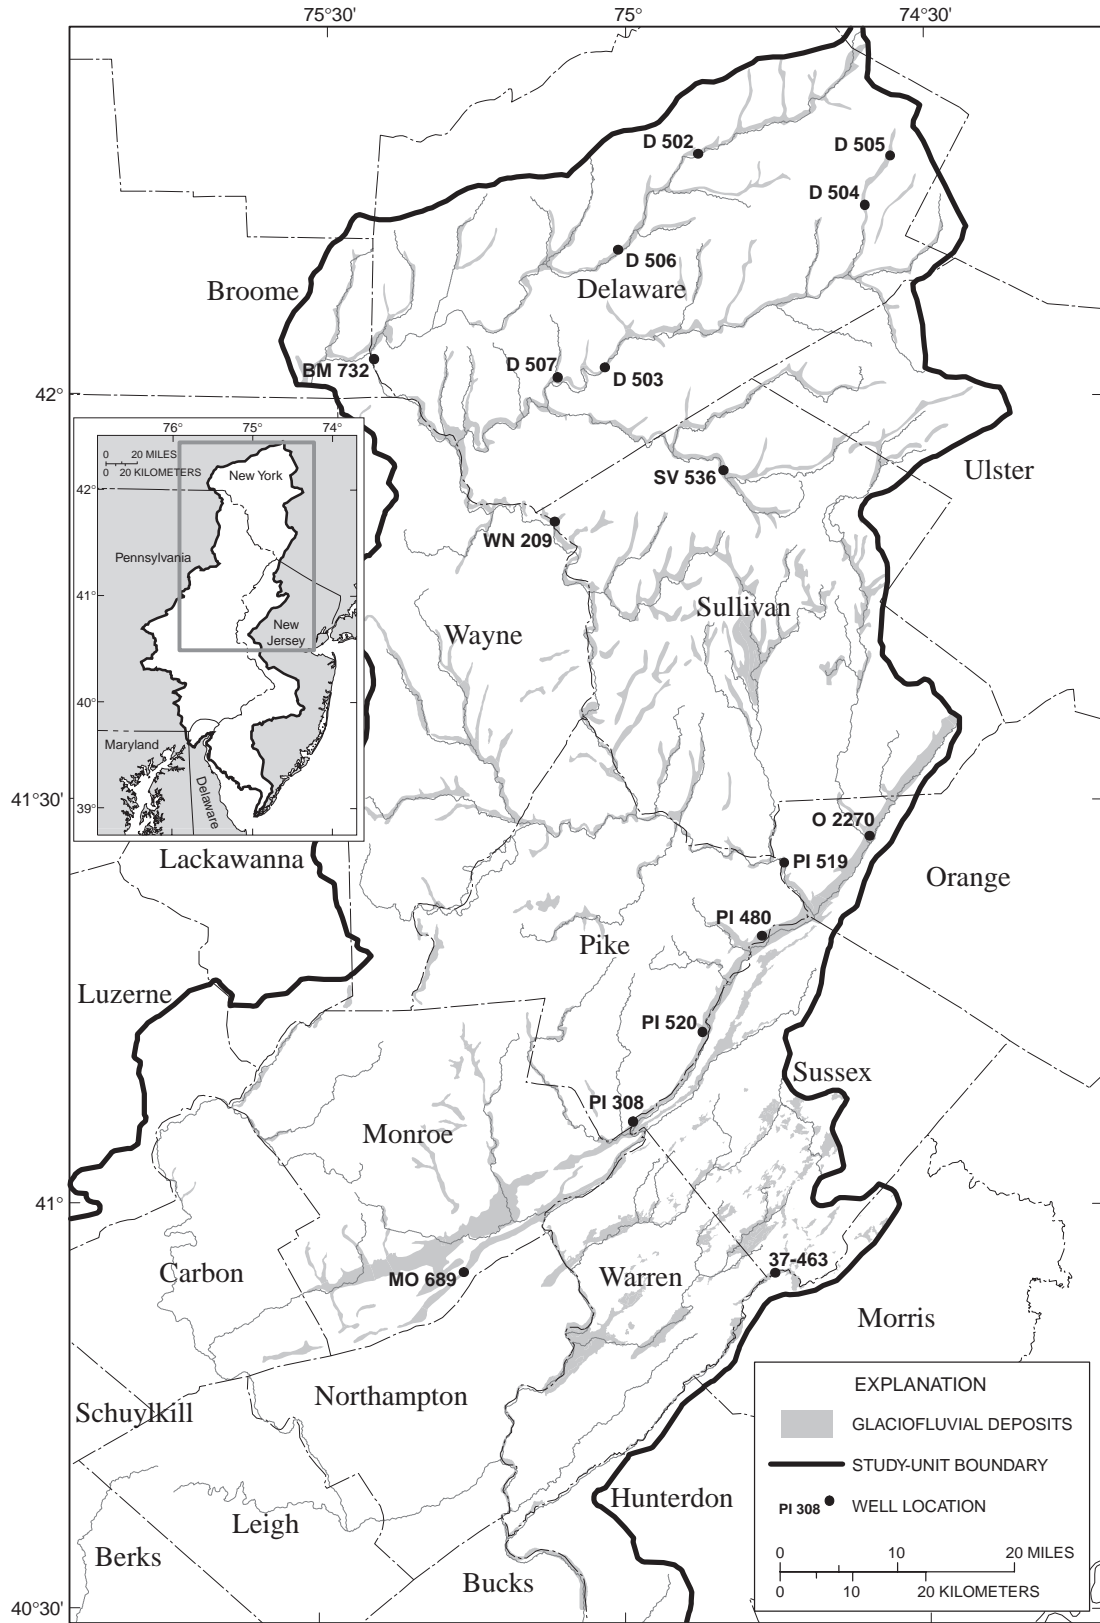 75°30'
75°
74°30'
D 502
D 505
D 504
D 506
Broome
Delaware
BM 732
D 507
D 503
42°
SV 536
Ulster
WN 209
76°
75°
74°
0 20 MILES
0 20 KILOMETERS
New York
42°
Pennsylvania
41°
New
Jersey
40°
Maryland
Delaware
39°
Sullivan
Wayne
41°30'
O 2270
Lackawanna
PI 519
Orange
PI 480
Pike
Luzerne
PI 520
Sussex
PI 308
Monroe
41°
37-463
Carbon
MO 689
Warren
Morris
Northampton
Schuylkill
Hunterdon
Leigh
Berks
Bucks
40°30'
EXPLANATION
GLACIOFLUVIAL DEPOSITS
STUDY-UNIT BOUNDARY
PI 308 WELL LOCATION
0 10 20 MILES
0 10 20 KILOMETERS